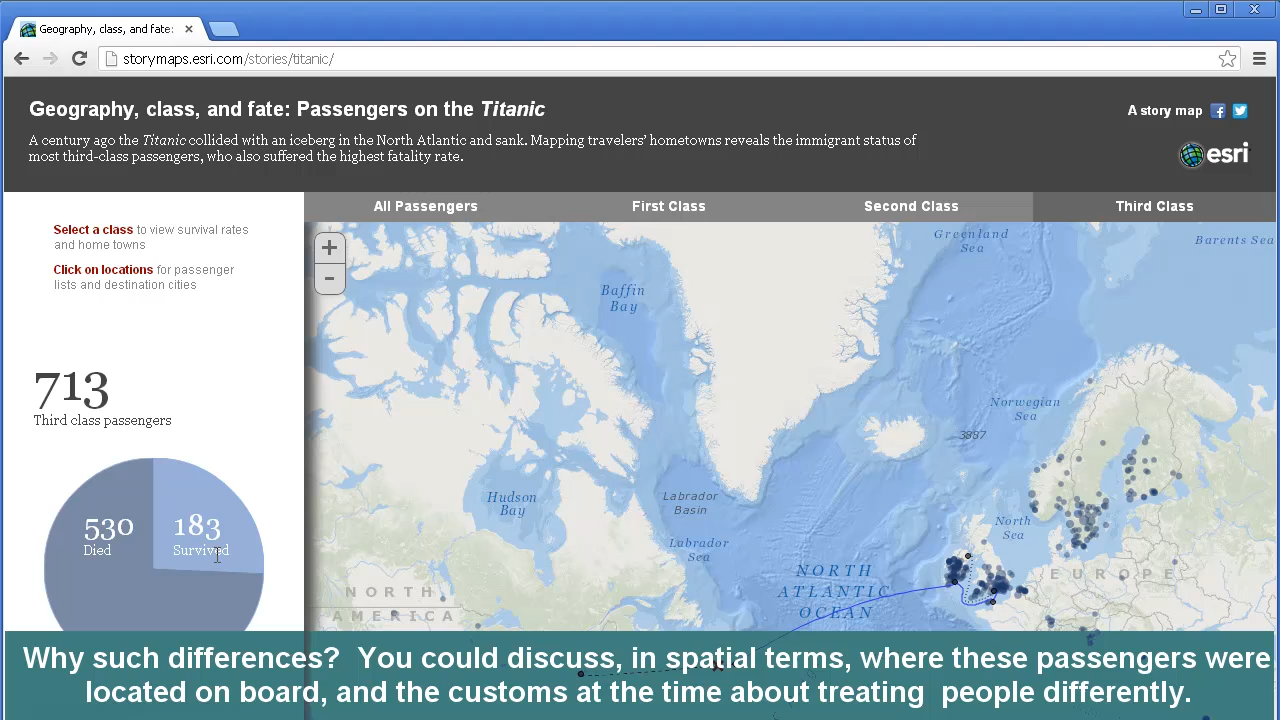 Geography, class, and fate:
storymaps.esri.com/stories/titanic/
Geography, class, and fate: Passengers on the Titanic
A story map
A century ago the Titanic collided with an iceberg in the North Atlantic and sank. Mapping travelers' hometowns reveals the immigrant status of
most third-class passengers, who also suffered the highest fatality rate.
esri
All Passengers
First Class
Second Class
Third Class
Select a class to view survival rates
and home towns
Click on locations for passenger
lists and destination cities
713
Third class passengers
530
Died
183
Survived
+
-
Greenland
Sea
Barents Sea
Baffin
Bay
Norwegian
Sea
3887
Hudson
Bay
Labrador
Basin
Labrador
Sea
North
Sea
NORTH
ATLANTIC
OCEAN
EUROPE
NORTH
AMERICA
Why such differences? You could discuss, in spatial terms, where these passengers were
located on board, and the customs at the time about treating people differently.